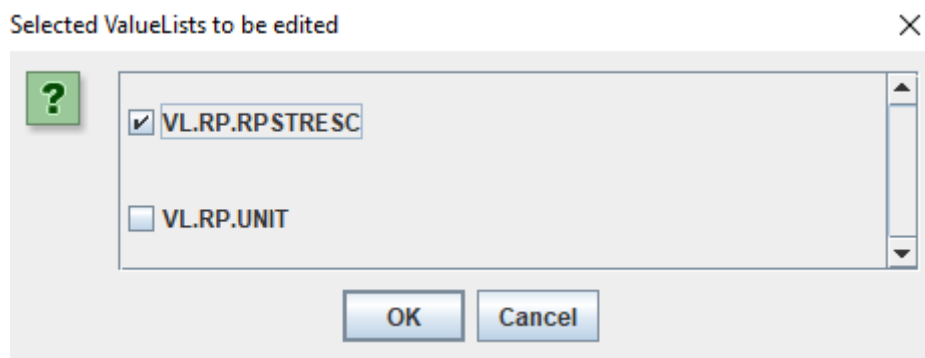 Selected ValueLists to be edited
VL.RP.RPSTRESC
VL.RP.UNIT
OK Cancel